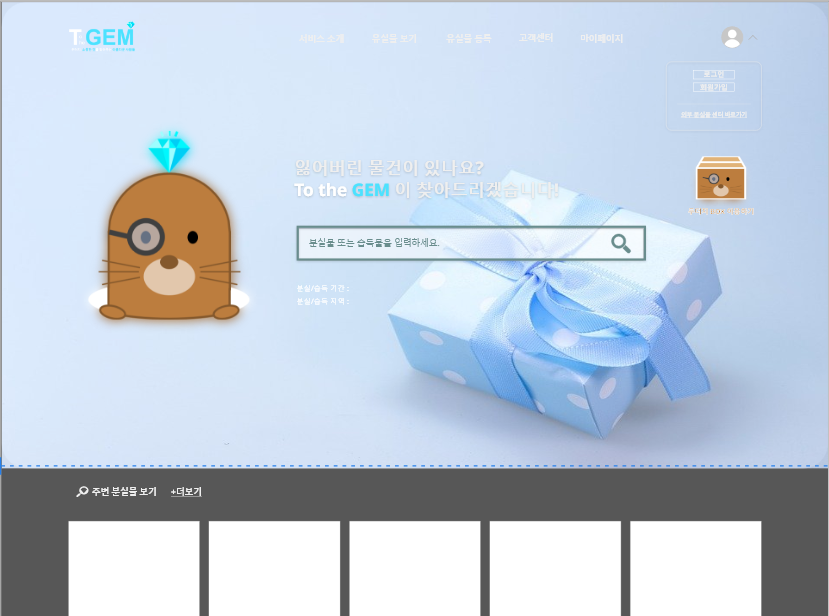 T.GEM
서비스 소개 유실물 보기 유실물 등록 고객센터 마이페이지
로그인
회원가입
잃어버린 물건이 있나요?
To the GEM 이 찾아드리겠습니다!
분실물 또는 습득물을 입력하세요.
분실/습득 기간 :
분실/습득 지역 :
주변 분실물 보기 +더보기